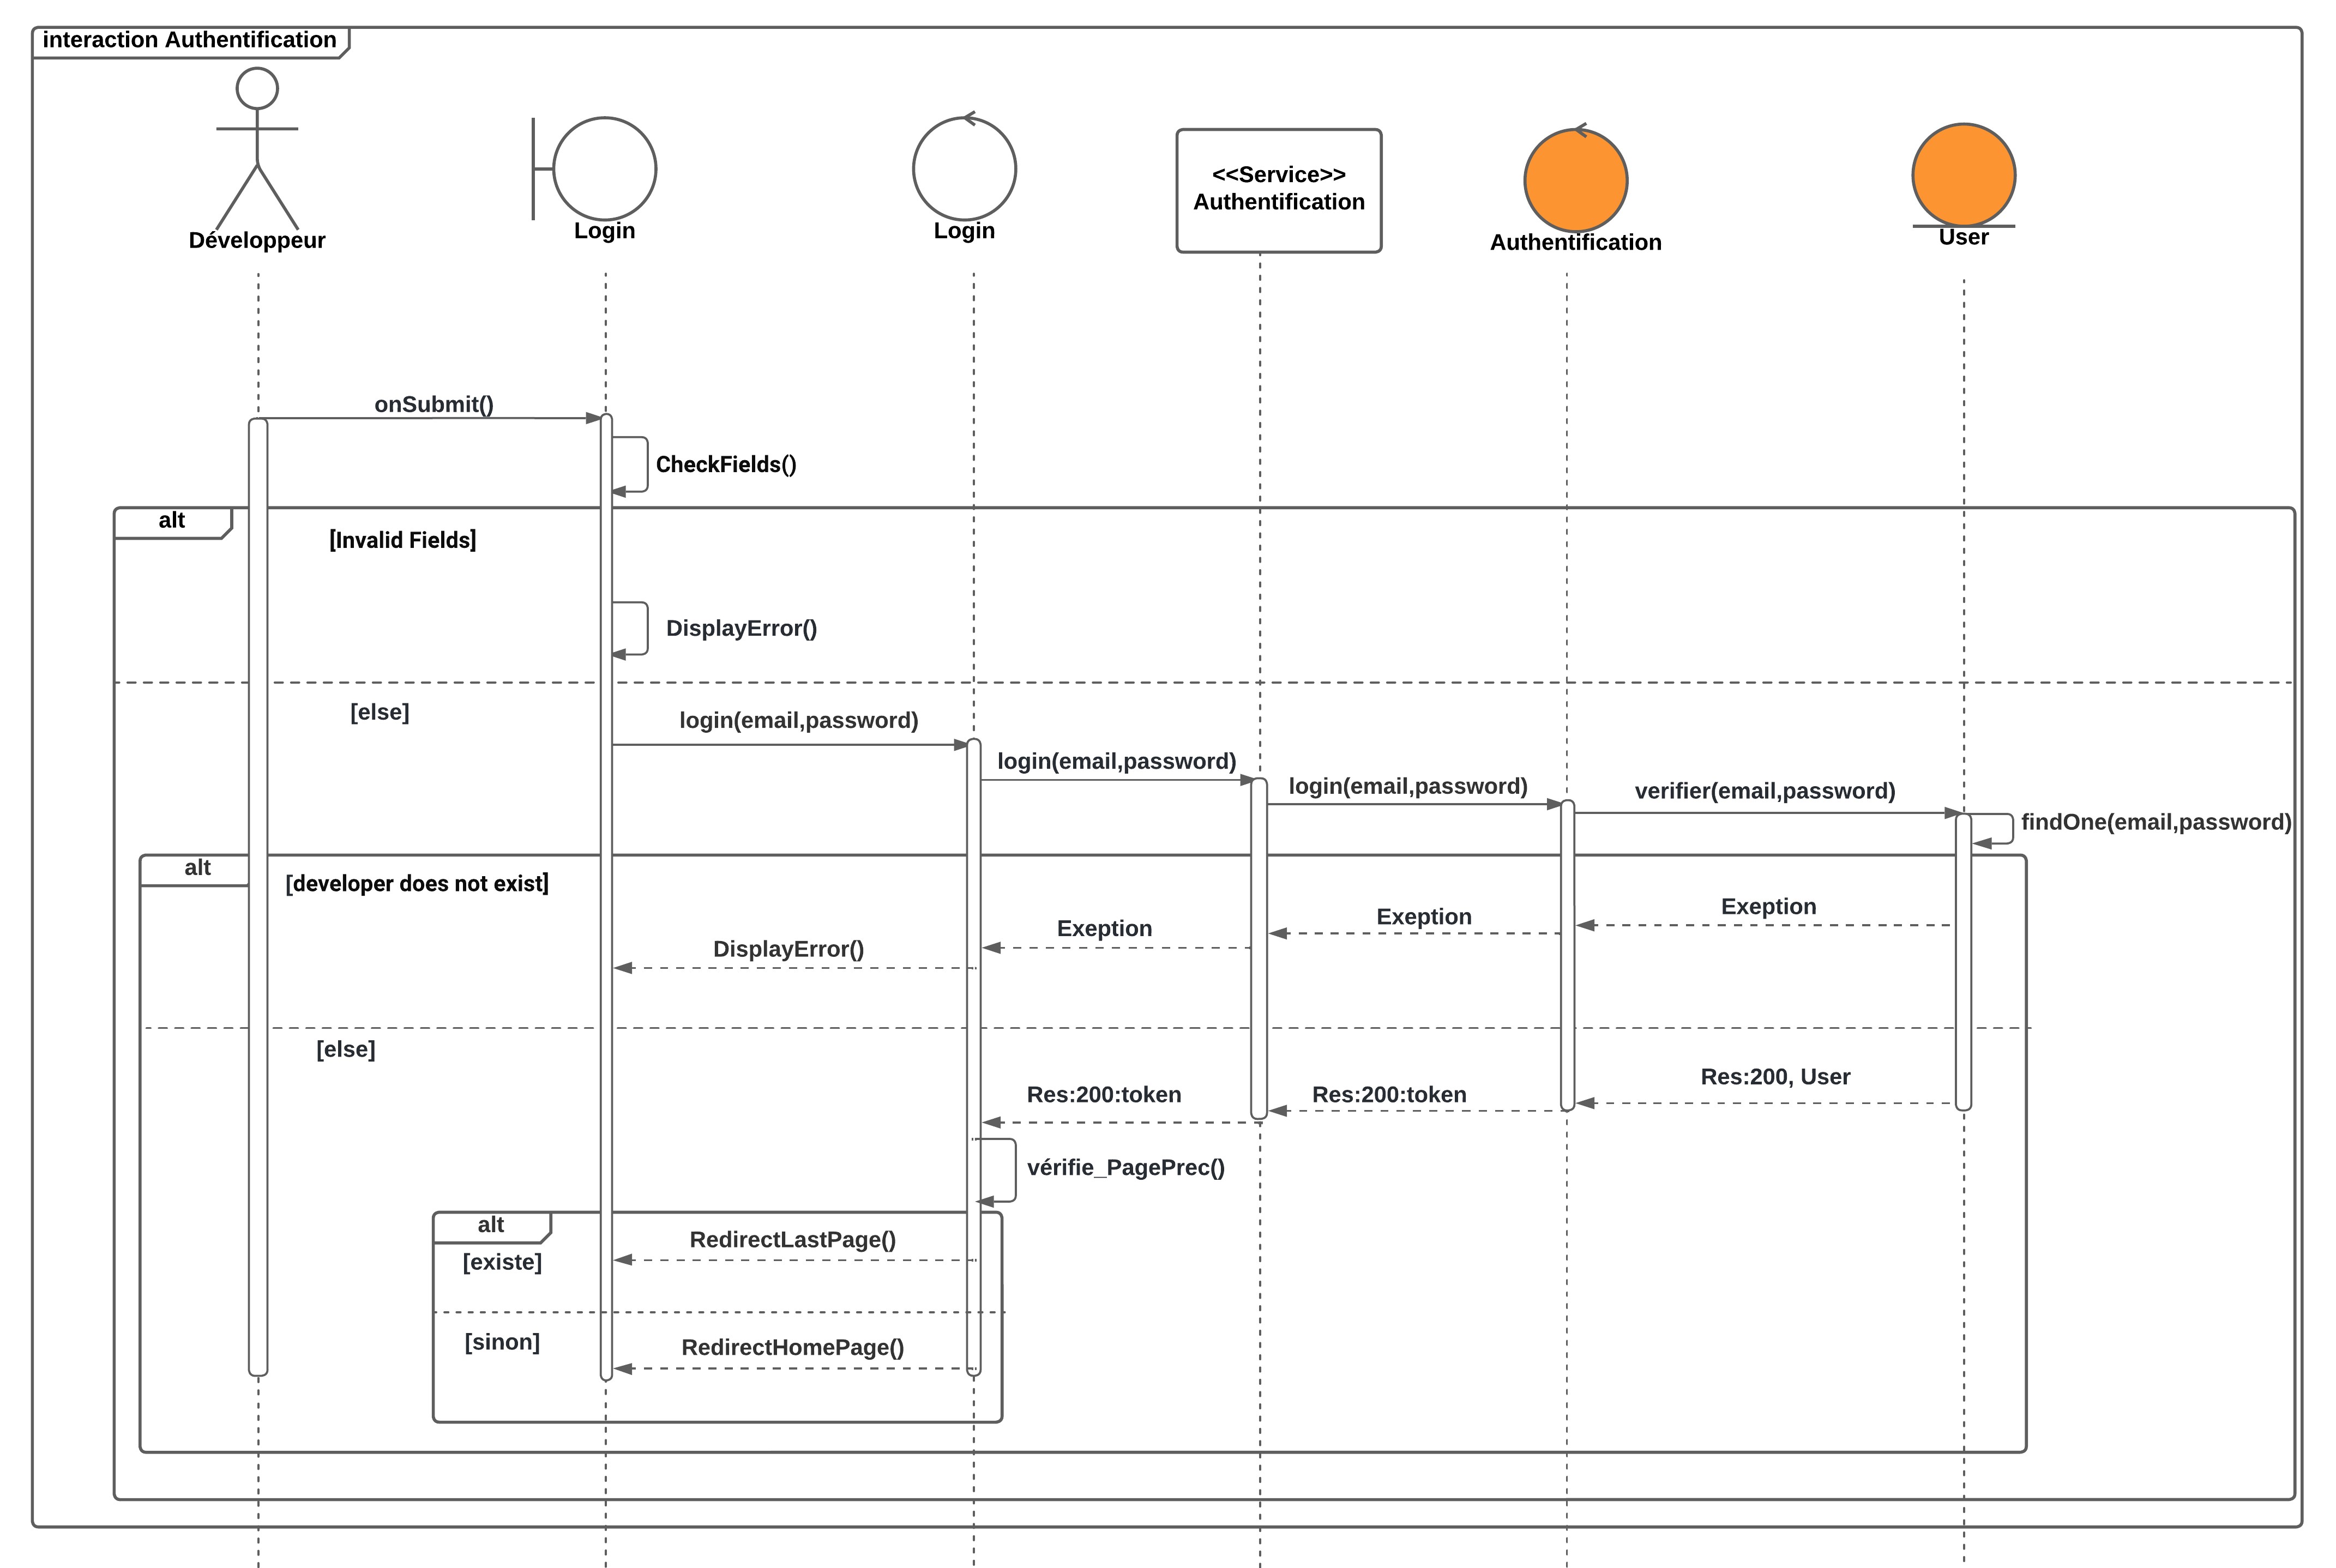 interaction Authentification
Développeur
Login
Login
<<Service>>
Authentification
Authentification
User
onSubmit()
CheckFields()
alt
[Invalid Fields]
DisplayError()
[else]
login(email,password)
login(email,password)
login(email,password)
verifier(email,password)
findOne(email,password)
alt
[developer does not exist]
Exeption
Exeption
Exeption
DisplayError()
[else]
Res:200, User
Res:200:token
Res:200:token
vérifie_PagePrec()
alt
RedirectLastPage()
[existe]
[sinon]
RedirectHomePage()